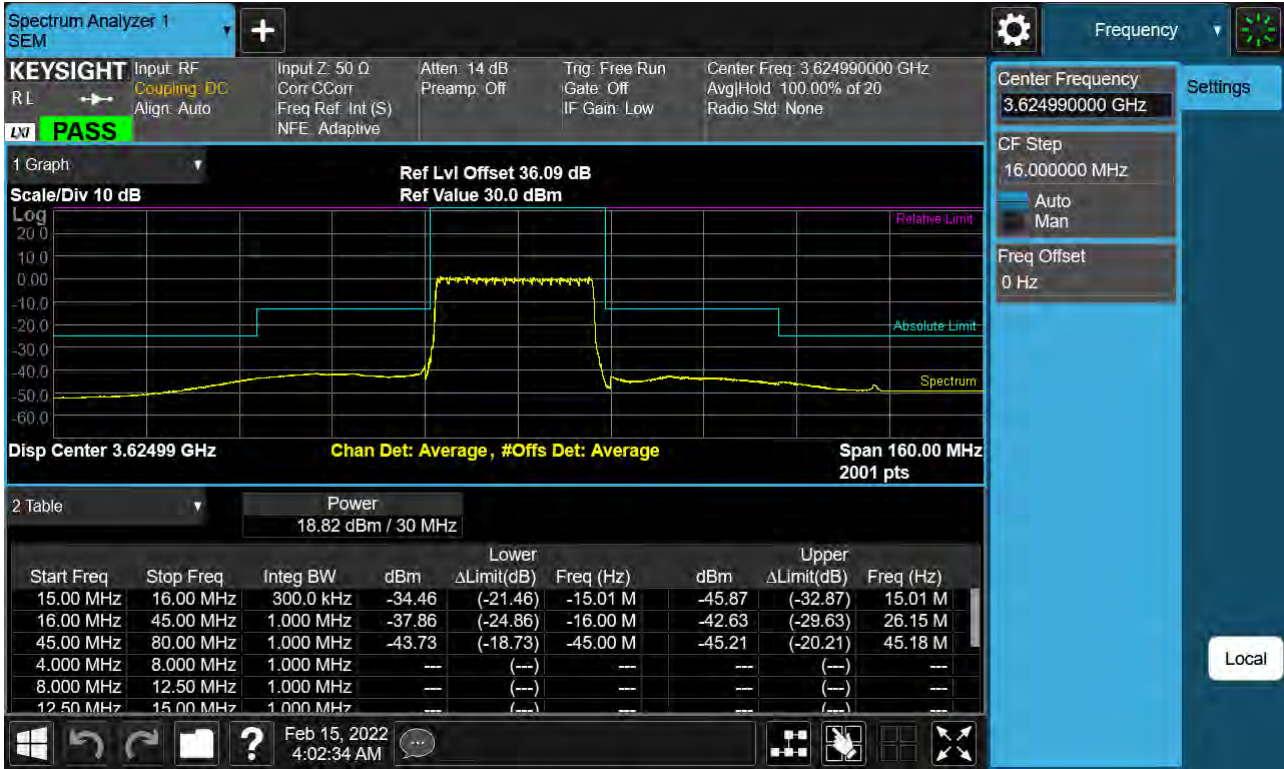 Spectrum Analyzer 1
SEM
Frequency
KEYSIGHT
R L
LXI
PASS
Input: RF
Coupling: DC
Align: Auto
Input Z: 50 Ω
Corr CCorr
Freq Ref: Int (S)
NFE: Adaptive
Atten: 14 dB
Preamp: Off
Trig: Free Run
Gate: Off
IF Gain: Low
Center Freq: 3.624990000 GHz
Avg|Hold: 100.00% of 20
Radio Std: None
Center Frequency
3.624990000 GHz
Settings
CF Step
16.000000 MHz
Auto
Man
Freq Offset
0 Hz
1 Graph
Ref Lvl Offset 36.09 dB
Scale/Div 10 dB
Ref Value 30.0 dBm
Log
Relative Limit
20.0
10.0
0.00
-10.0
-20.0
Absolute Limit
-30.0
-40.0
Spectrum
-50.0
-60.0
Disp Center 3.62499 GHz
Chan Det: Average, #Offs Det: Average
Span 160.00 MHz
2001 pts
2 Table
Power
18.82 dBm / 30 MHz
Lower Upper
Start Freq Stop Freq Integ BW dBm ΔLimit(dB) Freq (Hz) dBm ΔLimit(dB) Freq (Hz)
15.00 MHz 16.00 MHz 300.0 kHz -34.46 (-21.46) -15.01 M -45.87 (-32.87) 15.01 M
16.00 MHz 45.00 MHz 1.000 MHz -37.86 (-24.86) -16.00 M -42.63 (-29.63) 26.15 M
45.00 MHz 80.00 MHz 1.000 MHz -43.73 (-18.73) -45.00 M -45.21 (-20.21) 45.18 M
4.000 MHz 8.000 MHz 1.000 MHz --- (---) --- --- (---) ---
8.000 MHz 12.50 MHz 1.000 MHz --- (---) --- --- (---) ---
12.50 MHz 15.00 MHz 1.000 MHz --- (---) --- --- (---) ---
Local
?
Feb 15, 2022
4:02:34 AM